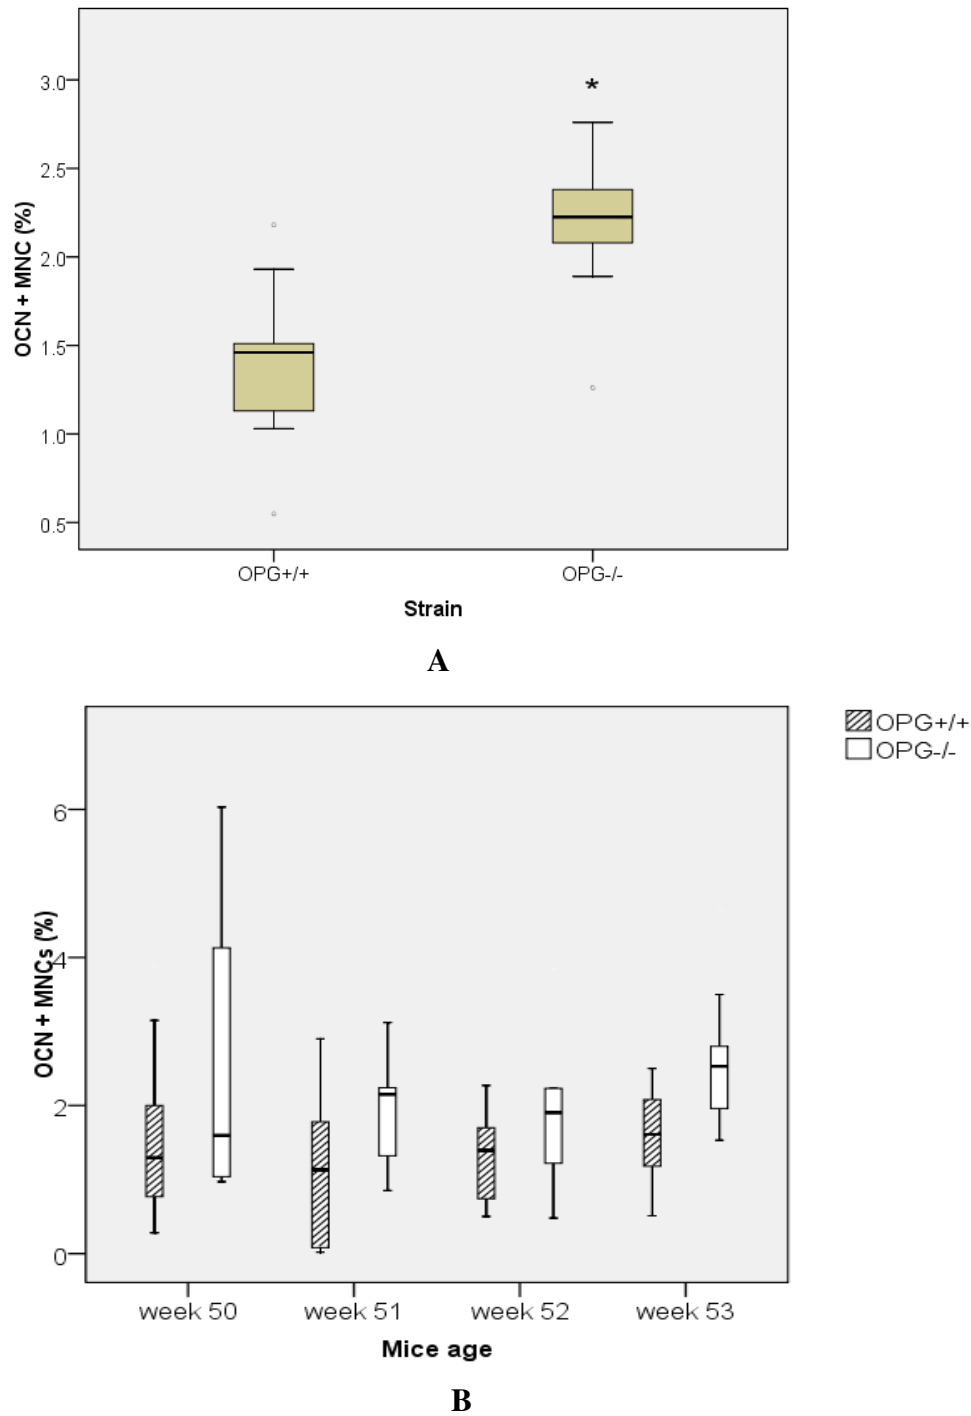 3.0
*
2.5
2.0
1.5
1.0
0.5
OCN + MNC (%)
OPG+/+ OPG-/-
Strain
A
OPG+/+
OPG-/-
6
4
2
0
OCN + MNCs (%)
week 50 week 51 week 52 week 53
Mice age
B